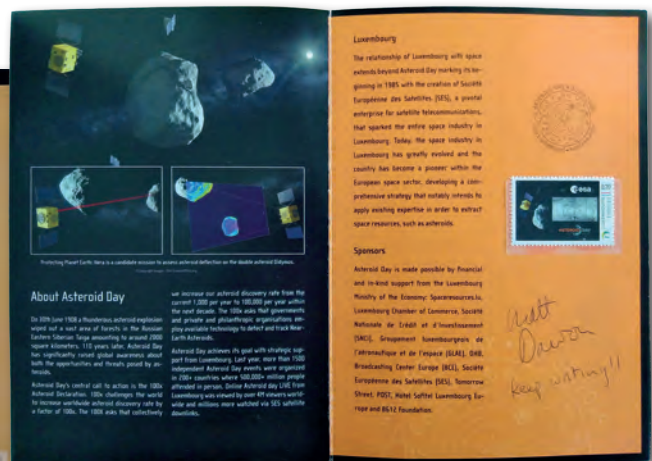 Protecting Planet Earth: Hera is a candidate mission to assess asteroid deflection on the double asteroid Didymos.
About Asteroid Day
On 30th June 1908 a thunderous asteroid explosion
wiped out a vast area of forests in the Russian
Eastern-Siberian Taiga amounting to around 2000
square kilometers. 110 years later, Asteroid Day
has significantly raised global awareness about
both the opportunities and threats posed by as-
teroids.
Asteroid Day's central call to action is the 100x
Asteroid Declaration. 100x challenges the world
to increase worldwide asteroid discovery rate by
a factor of 100x. The 100X asks that collectively
we increase our asteroid discovery rate from the
current 1,000 per year to 100,000 per year within
the next decade. The 100x asks that governments
and private and philanthropic organisations em-
ploy available technology to detect and track Near-
Earth Asteroids.
Asteroid Day achieves its goal with strategic sup-
port from Luxembourg. Last year, more than 1500
independent Asteroid Day events were organized
in 200+ countries where 500,000+ million people
attended in person. Online Asteroid day LIVE from
Luxembourg was viewed by over 4M viewers world-
wide and millions more watched via SES satellite
downlinks.
Luxembourg
The relationship of Luxembourg with space
extends beyond Asteroid Day marking its be-
ginning in 1985 with the creation of Société
Européenne des Satellites (SES), a pivotal
enterprise for satellite telecommunications,
that sparked the entire space industry in
Luxembourg. Today, the space industry in
Luxembourg has greatly evolved and the
country has become a pioneer within the
European space sector, developing a com-
prehensive strategy that notably intends to
apply existing expertise in order to extract
space resources, such as asteroids.
Sponsors
Asteroid Day is made possible by financial
and in-kind support from the Luxembourg
Ministry of the Economy: Spaceresources.lu,
Luxembourg Chamber of Commerce, Société
Nationale de Crédit et d'Investissement
(SNCI), Groupement luxembourgeois de
l'aéronautique et de l'espace (GLAE), OHB,
Broadcasting Center Europe (BCE), Société
Européenne des Satellites (SES), Tomorrow
Street, POST, Hotel Sofitel Luxembourg Eu-
rope and B612 Foundation.
esa
Matt
Dawson
Keep writing!!